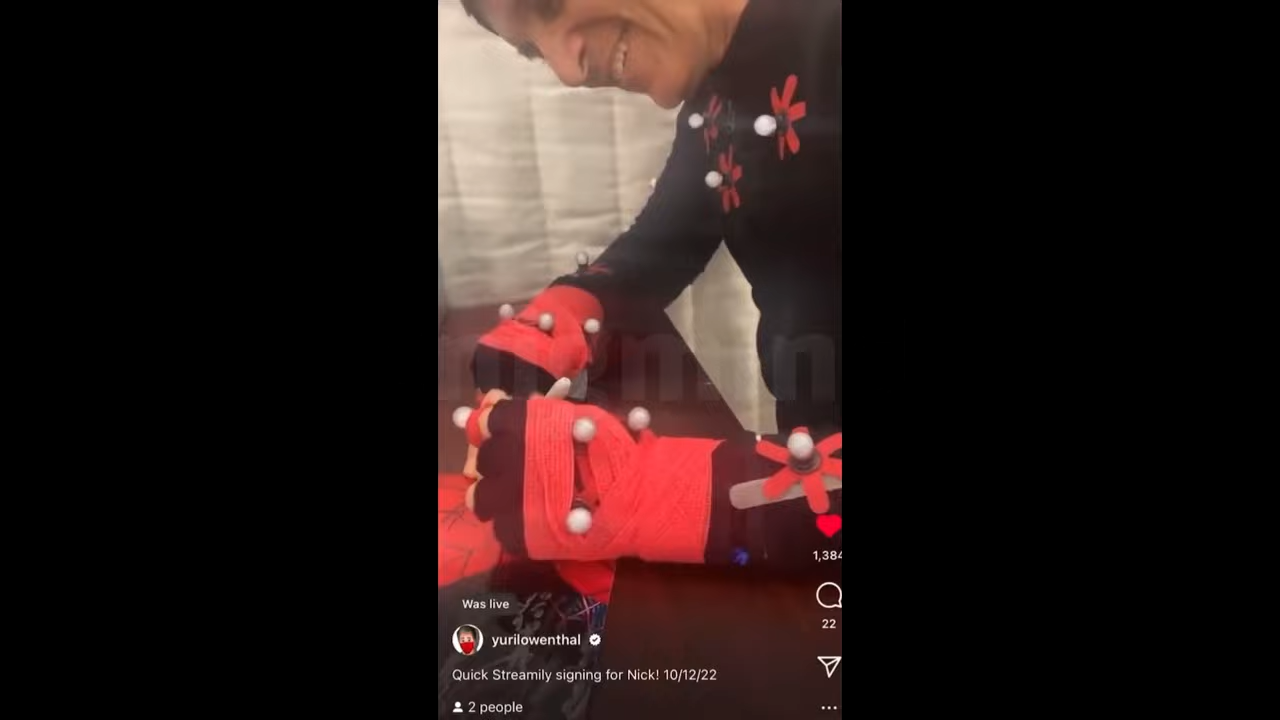 Was live
yurilowenthal
Quick Streamily signing for Nick! 10/12/22
2 people
1,384
22